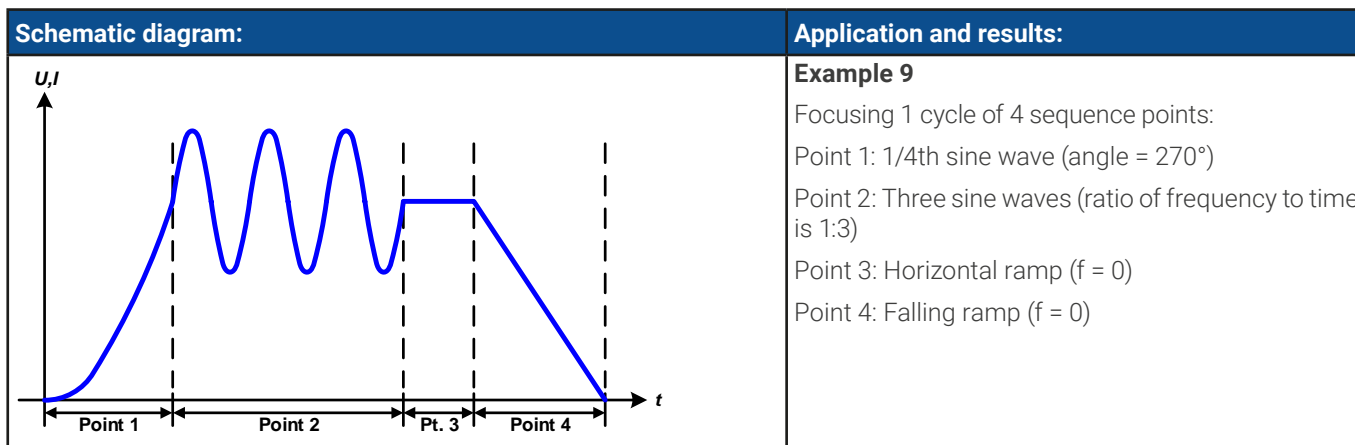 Schematic diagram:
Application and results:
U,I
t
Point 1
Point 2
Pt. 3
Point 4
Example 9
Focusing 1 cycle of 4 sequence points:
Point 1: 1/4th sine wave (angle = 270°)
Point 2: Three sine waves (ratio of frequency to time
is 1:3)
Point 3: Horizontal ramp (f = 0)
Point 4: Falling ramp (f = 0)